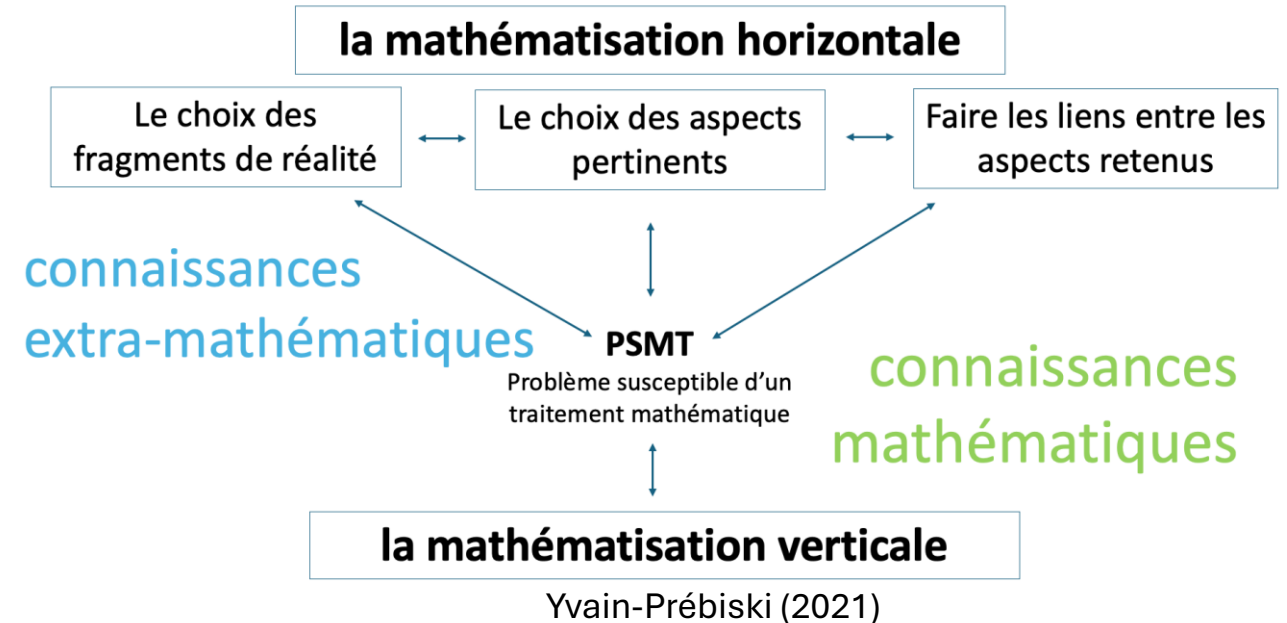 la mathématisation horizontale
Le choix des
fragments de réalité
Le choix des aspects
pertinents
Faire les liens entre les
aspects retenus
connaissances
extra-mathématiques
PSMT
Problème susceptible d’un
traitement mathématique
connaissances
mathématiques
la mathématisation verticale
Yvain-Prébiski (2021)